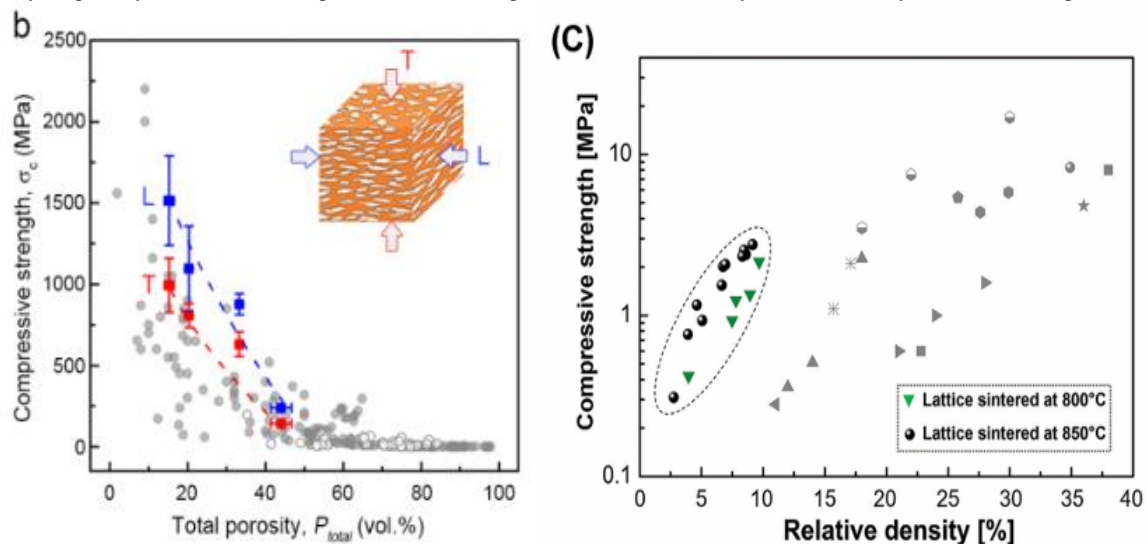 b
2500
2000
1500
1000
500
0
Compressive strength, σc (MPa)
L
T
T
L
0 20 40 60 80 100
Total porosity, Ptotal (vol.%)
(C)
Compressive strength [MPa]
10
1
0.1
Lattice sintered at 800°C
Lattice sintered at 850°C
0 5 10 15 20 25 30 35 40
Relative density [%]